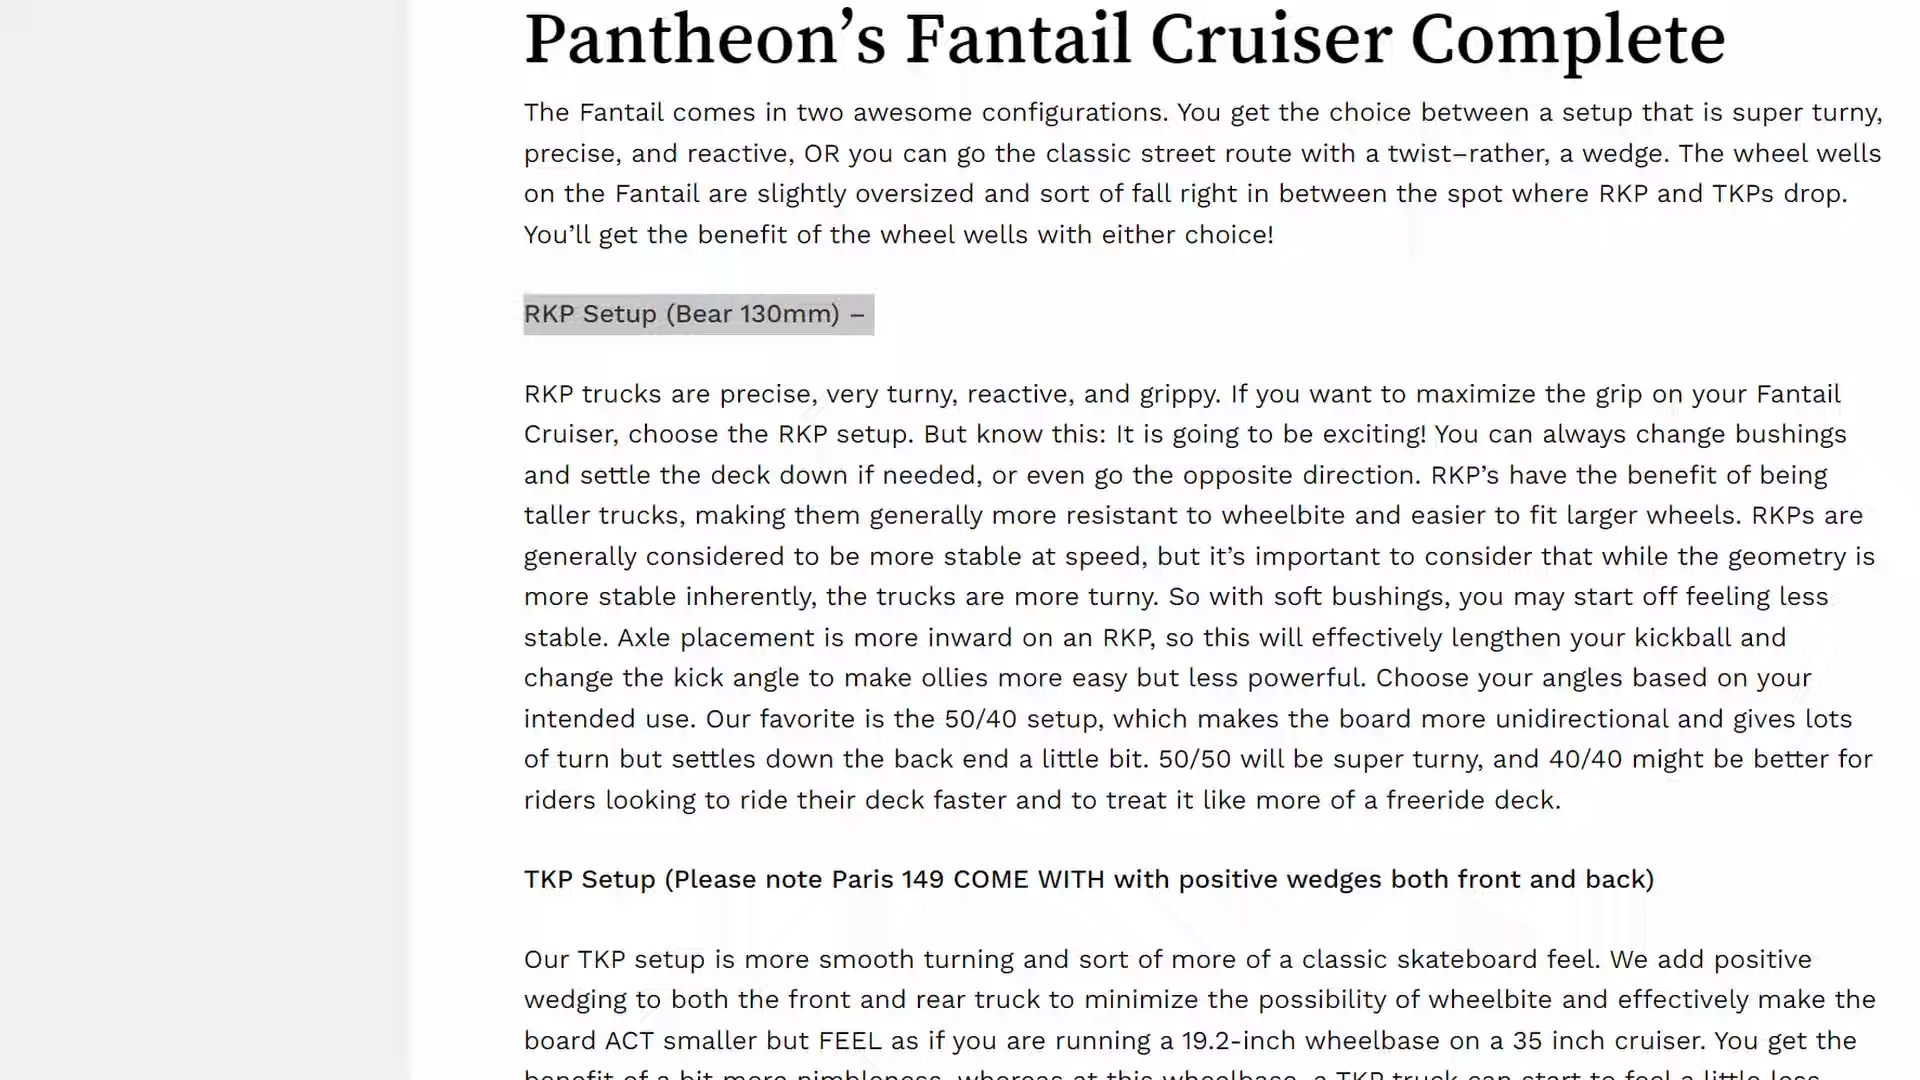 Pantheon’s Fantail Cruiser Complete
The Fantail comes in two awesome configurations. You get the choice between a setup that is super turny,
precise, and reactive, OR you can go the classic street route with a twist–rather, a wedge. The wheel wells
on the Fantail are slightly oversized and sort of fall right in between the spot where RKP and TKPs drop.
You’ll get the benefit of the wheel wells with either choice!
RKP Setup (Bear 130mm) –
RKP trucks are precise, very turny, reactive, and grippy. If you want to maximize the grip on your Fantail
Cruiser, choose the RKP setup. But know this: It is going to be exciting! You can always change bushings
and settle the deck down if needed, or even go the opposite direction. RKP’s have the benefit of being
taller trucks, making them generally more resistant to wheelbite and easier to fit larger wheels. RKPs are
generally considered to be more stable at speed, but it’s important to consider that while the geometry is
more stable inherently, the trucks are more turny. So with soft bushings, you may start off feeling less
stable. Axle placement is more inward on an RKP, so this will effectively lengthen your kickball and
change the kick angle to make ollies more easy but less powerful. Choose your angles based on your
intended use. Our favorite is the 50/40 setup, which makes the board more unidirectional and gives lots
of turn but settles down the back end a little bit. 50/50 will be super turny, and 40/40 might be better for
riders looking to ride their deck faster and to treat it like more of a freeride deck.
TKP Setup (Please note Paris 149 COME WITH with positive wedges both front and back)
Our TKP setup is more smooth turning and sort of more of a classic skateboard feel. We add positive
wedging to both the front and rear truck to minimize the possibility of wheelbite and effectively make the
board ACT smaller but FEEL as if you are running a 19.2-inch wheelbase on a 35 inch cruiser. You get the
benefit of a bit more nimbleness, whereas at this wheelbase, a TKP truck can start to feel a little less